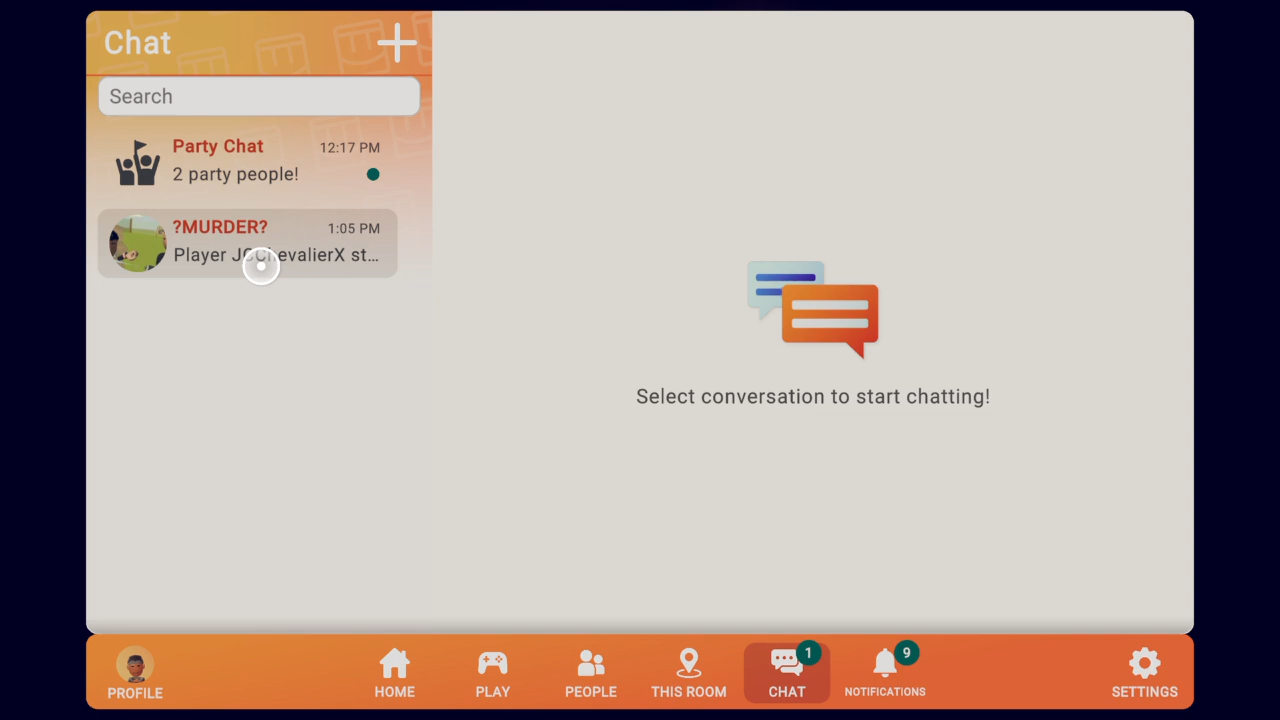 Chat
Search
Party Chat 12:17 PM
2 party people!
?MURDER? 1:05 PM
Player JGChevalierX st...
Select conversation to start chatting!
1 9
PROFILE HOME PLAY PEOPLE THIS ROOM CHAT NOTIFICATIONS SETTINGS